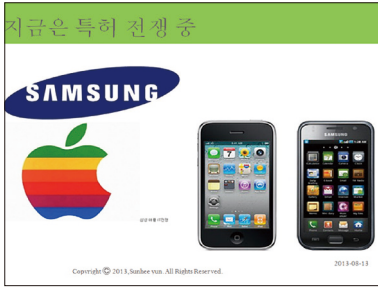 지금은 특허 전쟁 중
SAMSUNG
SAMSUNG
2013-08-13
Copyright © 2013, Sunhee yun. All Rights Reserved.